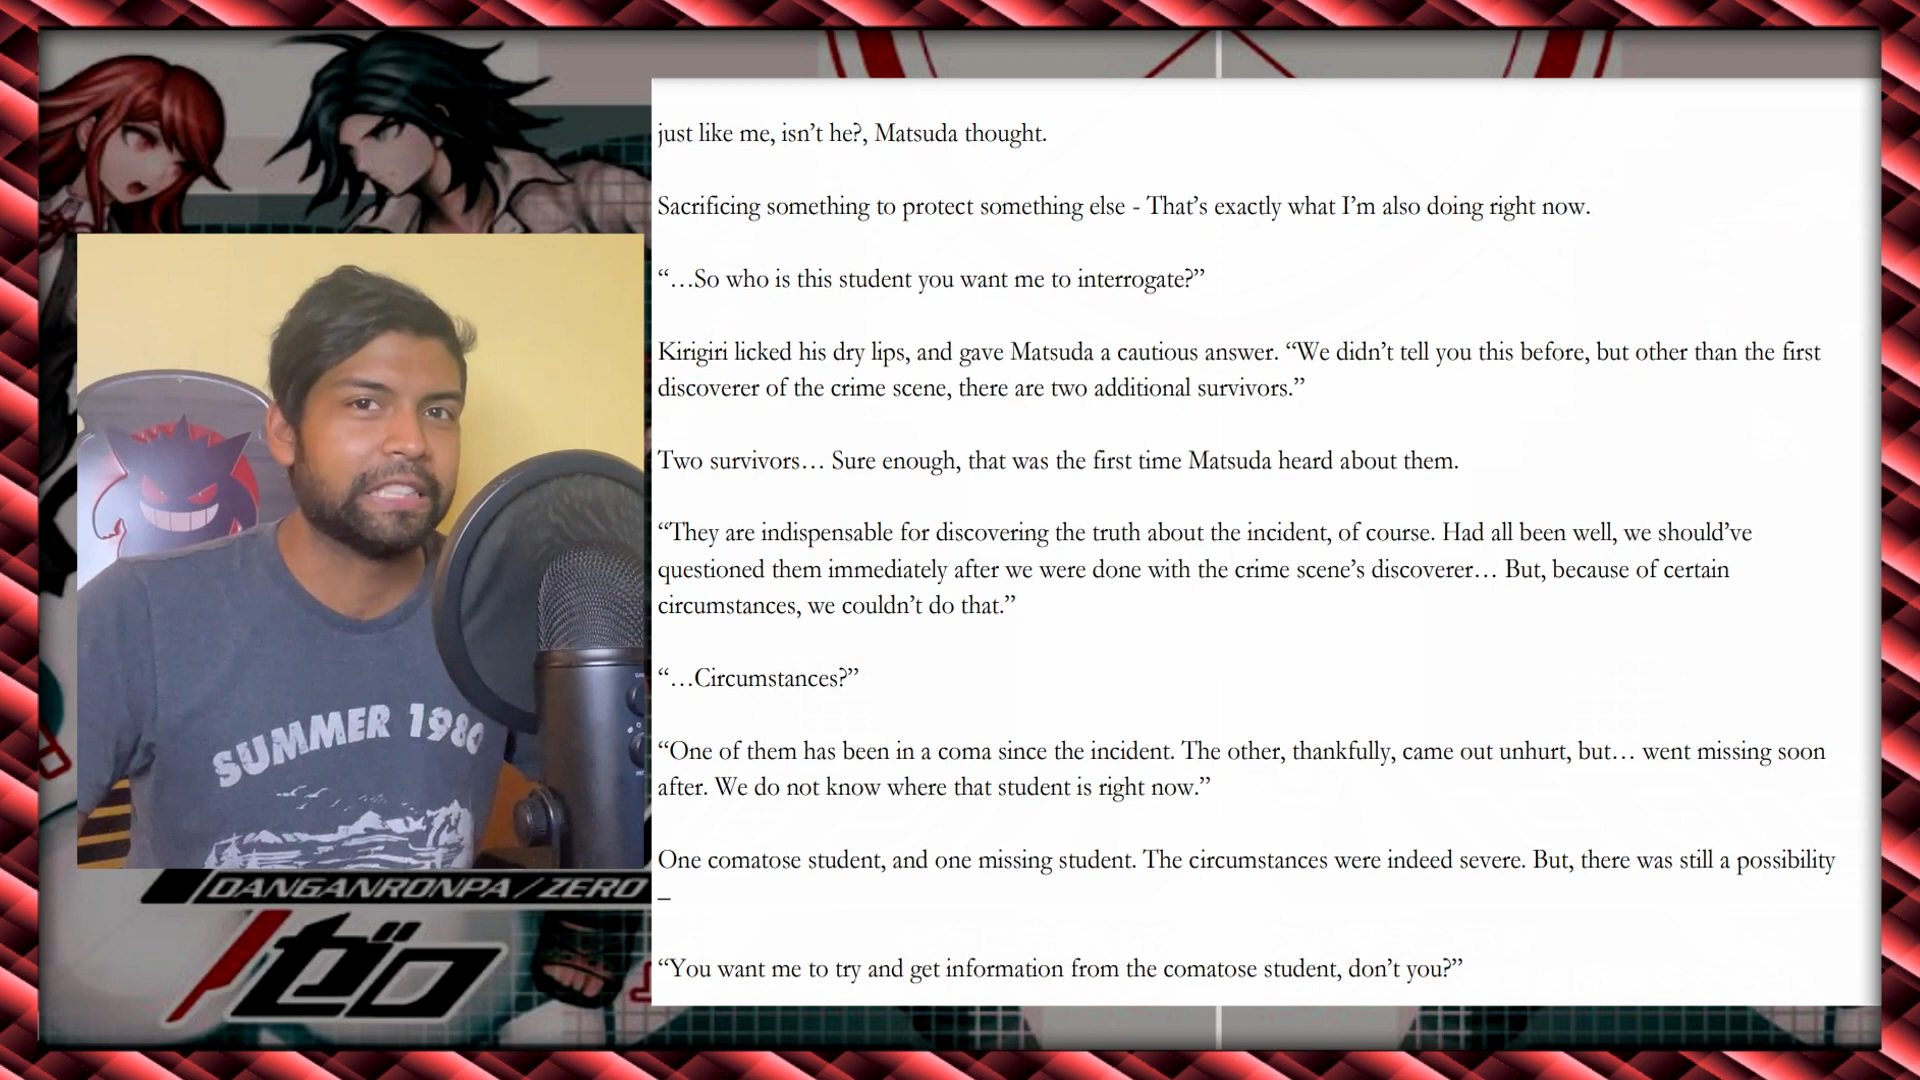 just like me, isn’t he?, Matsuda thought.
Sacrificing something to protect something else - That’s exactly what I’m also doing right now.
“…So who is this student you want me to interrogate?”
Kirigiri licked his dry lips, and gave Matsuda a cautious answer. “We didn’t tell you this before, but other than the first
discoverer of the crime scene, there are two additional survivors.”
Two survivors… Sure enough, that was the first time Matsuda heard about them.
“They are indispensable for discovering the truth about the incident, of course. Had all been well, we should’ve
questioned them immediately after we were done with the crime scene’s discoverer… But, because of certain
circumstances, we couldn’t do that.”
“…Circumstances?”
“One of them has been in a coma since the incident. The other, thankfully, came out unhurt, but… went missing soon
after. We do not know where that student is right now.”
One comatose student, and one missing student. The circumstances were indeed severe. But, there was still a possibility
–
“You want me to try and get information from the comatose student, don’t you?”
SUMMER 1980
DANGANRONPA/ZERO
/ゼロ